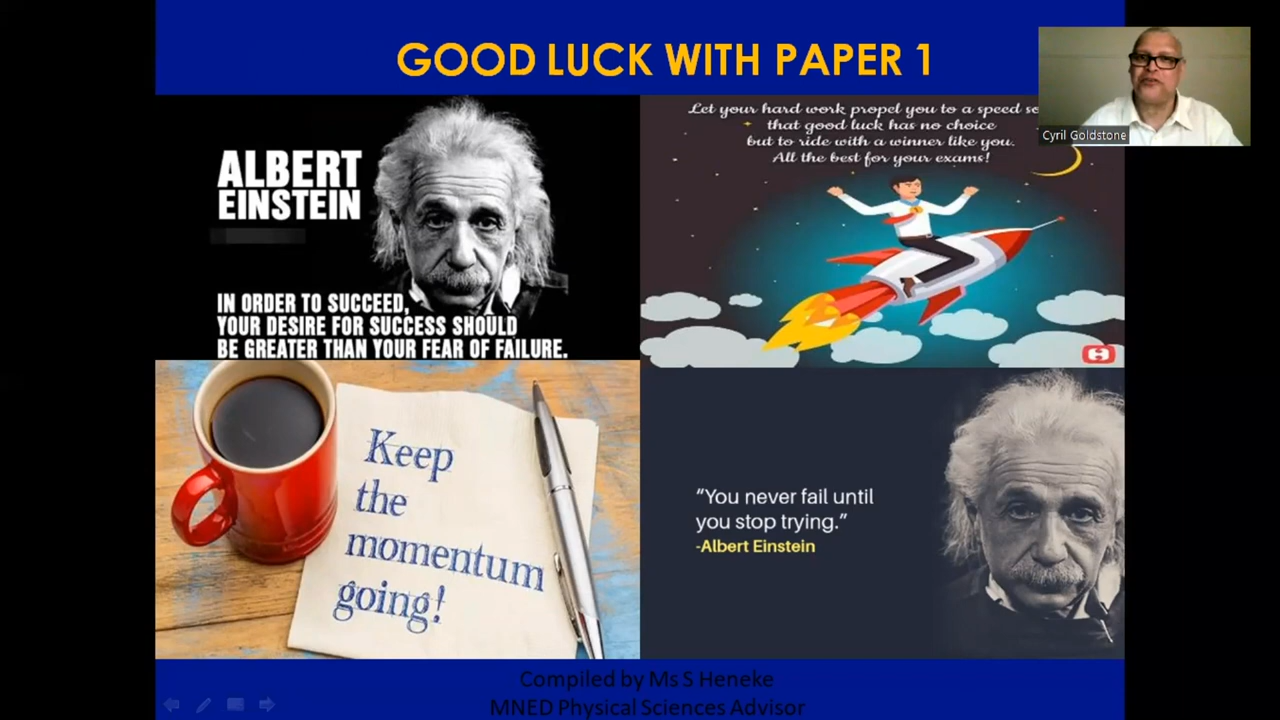 GOOD LUCK WITH PAPER 1
ALBERT
EINSTEIN
IN ORDER TO SUCCEED,
YOUR DESIRE FOR SUCCESS SHOULD
BE GREATER THAN YOUR FEAR OF FAILURE.
Let your hard work propel you to a speed so
that good luck has no choice
but to ride with a winner like you.
All the best for your exams!
Cyril Goldstone
Keep
the
momentum
going!
“You never fail until
you stop trying.”
-Albert Einstein
Compiled by Ms S Heneke
MNED Physical Sciences Advisor